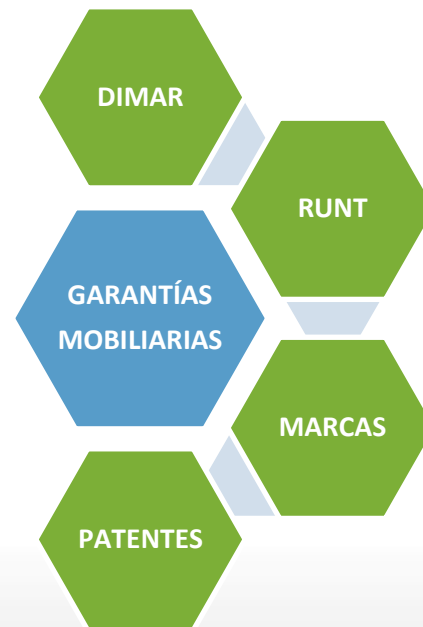 DIMAR
RUNT
GARANTÍAS
MOBILIARIAS
MARCAS
PATENTES